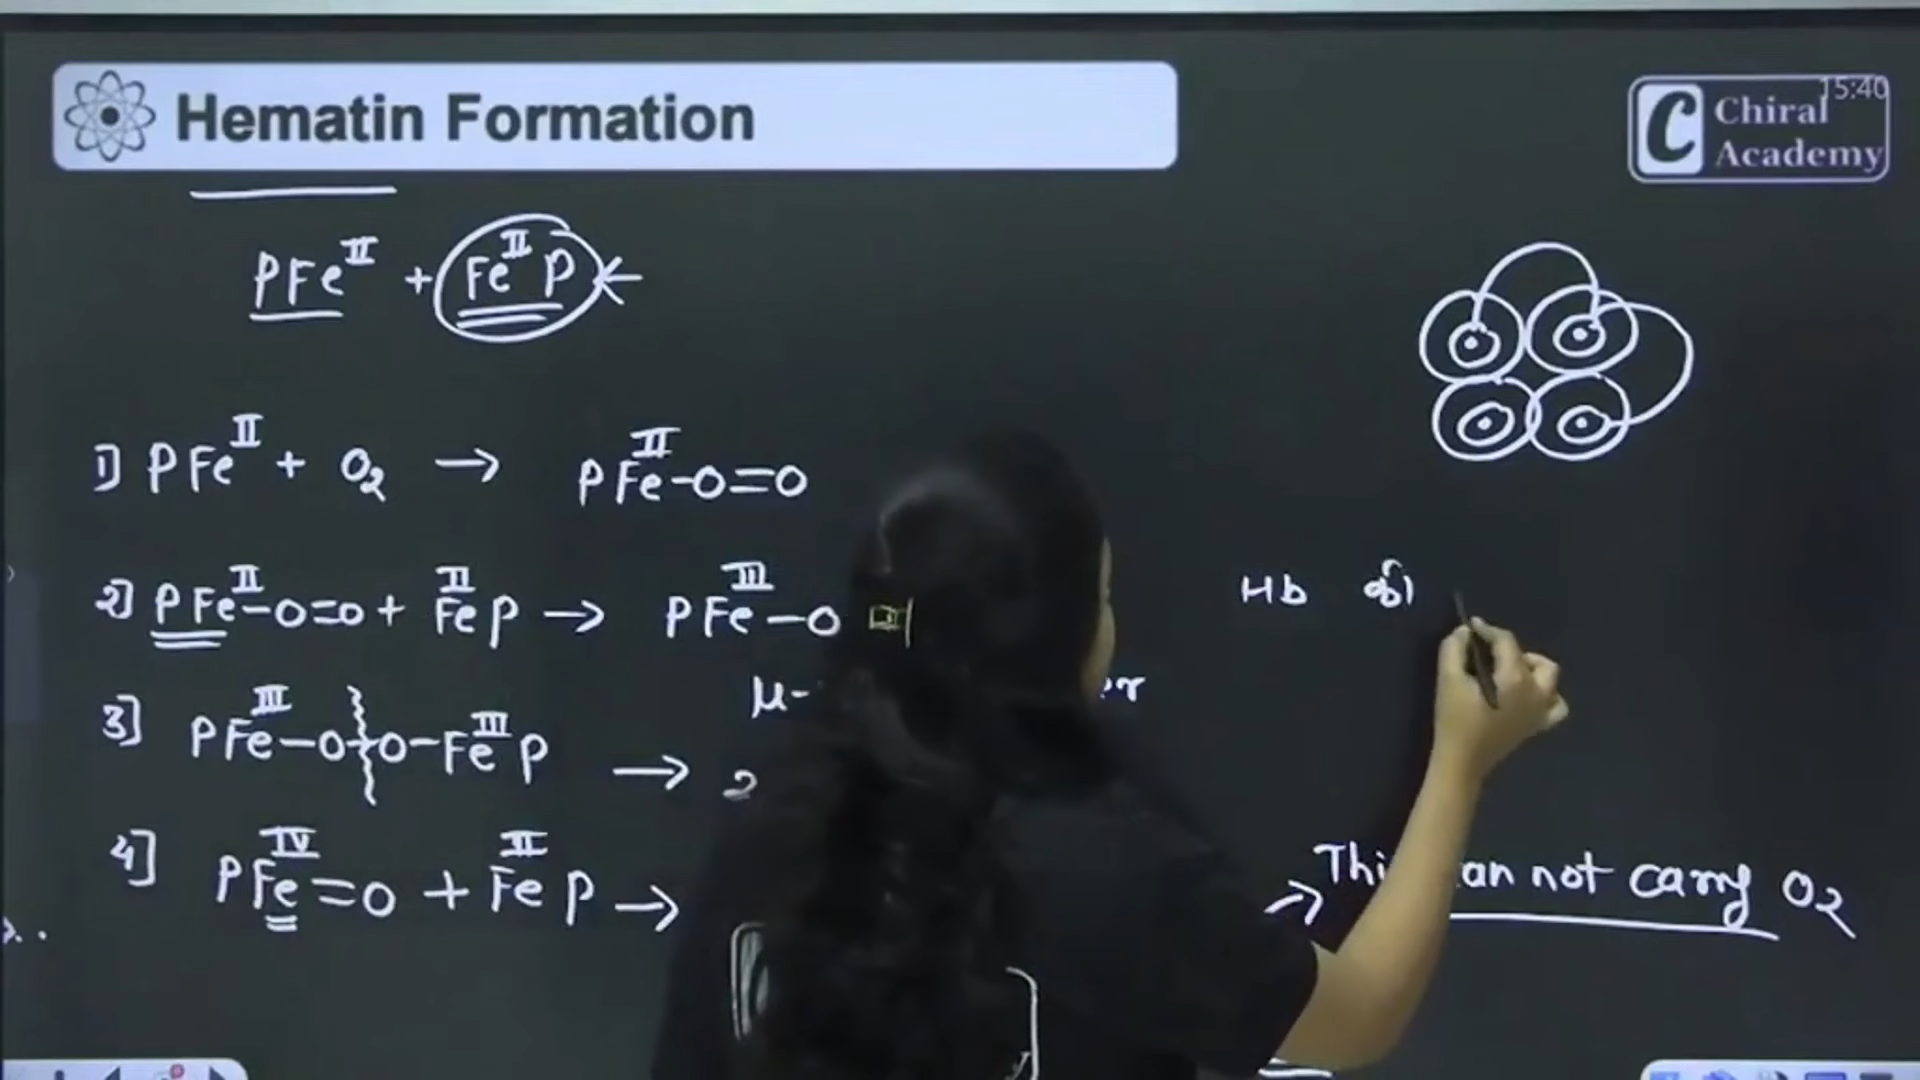 Hematin Formation
15:40
Chiral
Academy
PFe^II + Fe^II P ←
1] PFe^II + O₂ → PFe^II-O=O
2] PFe^II-O=O + Fe^II P → PFe^III-O
μ-
3] PFe^III-O-O-Fe^III P → 2
4] PFe^IV=O + Fe^II P →
Hb की
→ can not carry O₂